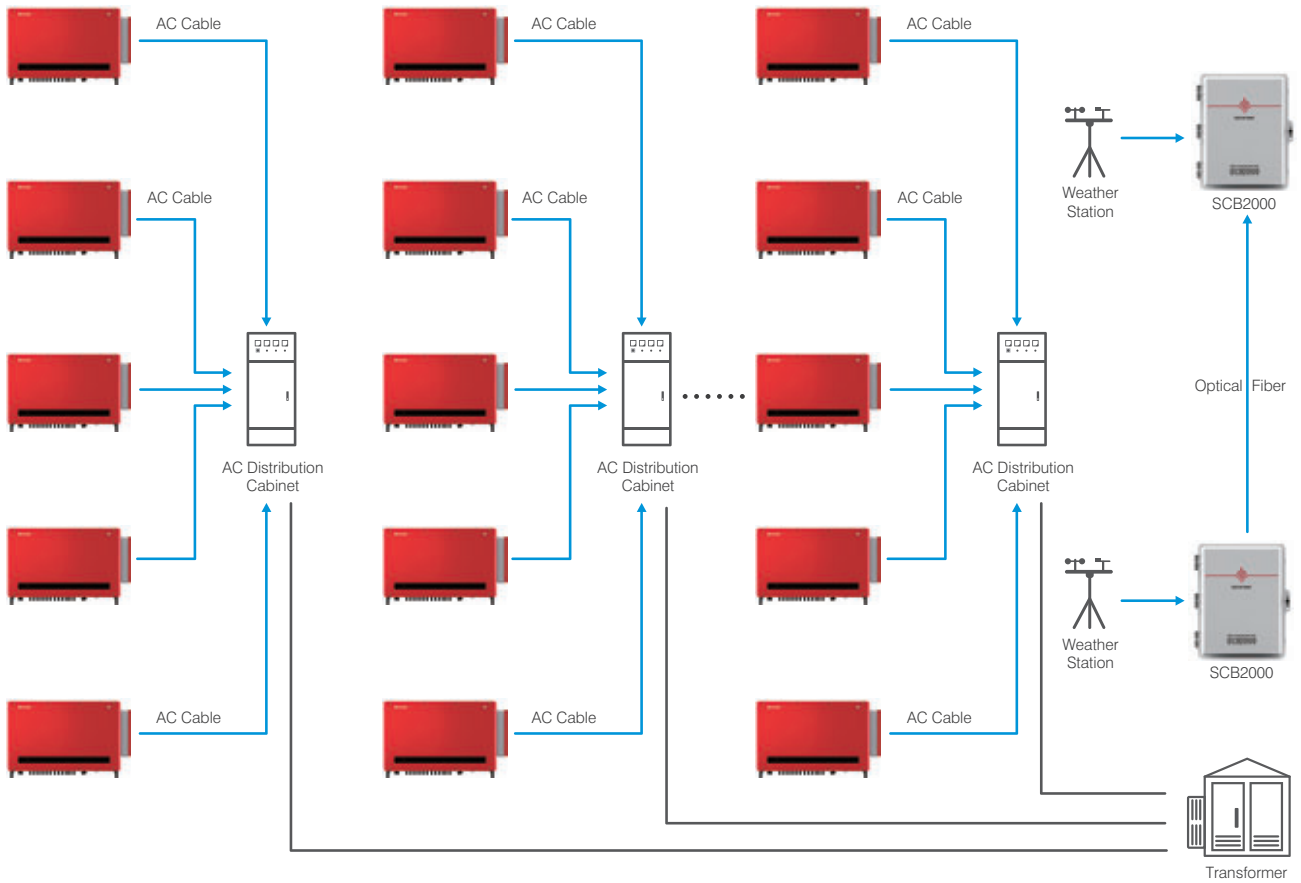 AC Cable
AC Cable
AC Cable
AC Cable
AC Cable
AC Cable
Weather
Station
SCB2000
Optical Fiber
AC Distribution
Cabinet
AC Distribution
Cabinet
AC Distribution
Cabinet
Weather
Station
SCB2000
AC Cable
AC Cable
AC Cable
Transformer